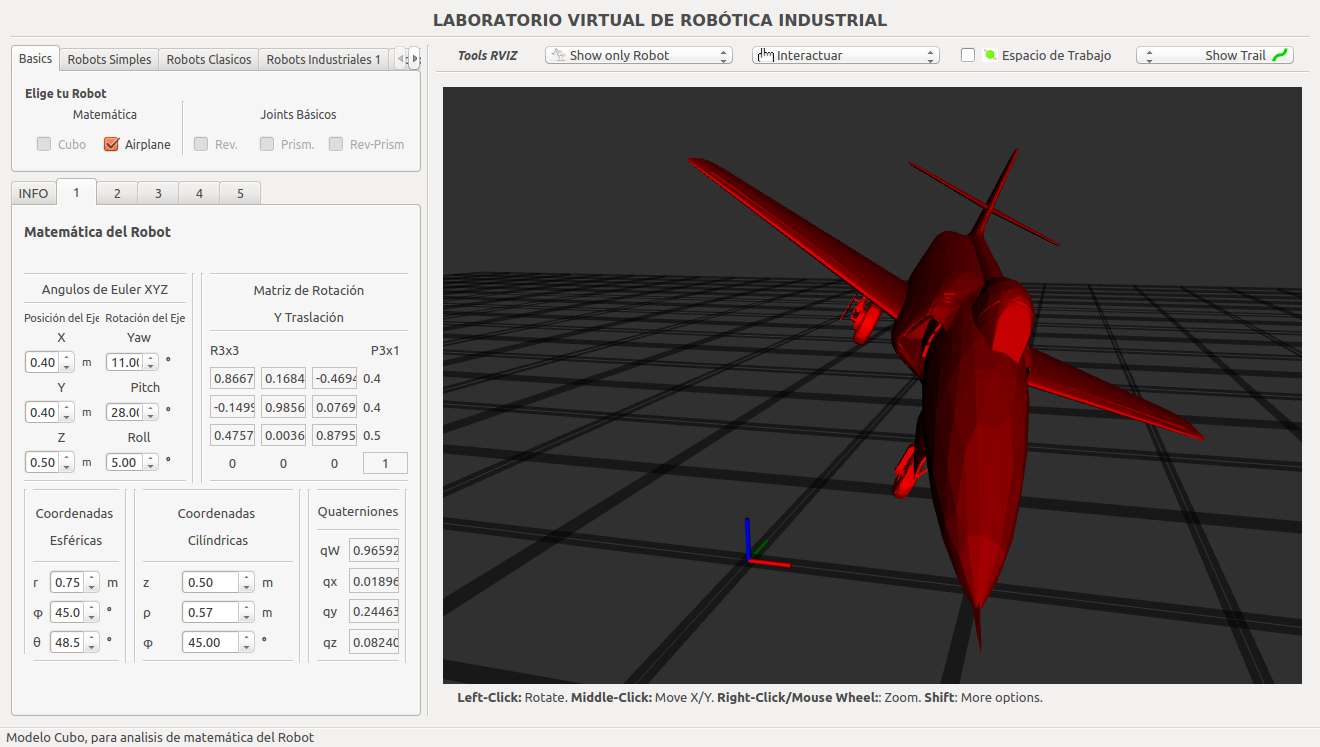 LABORATORIO VIRTUAL DE ROBÓTICA INDUSTRIAL
Basics Robots Simples Robots Clasicos Robots Industriales 1
Tools RVIZ Show only Robot Interactuar Espacio de Trabajo Show Trail
Elige tu Robot
Matemática Joints Básicos
Cubo Airplane Rev. Prism. Rev-Prism
INFO 1 2 3 4 5
Matemática del Robot
Angulos de Euler XYZ
Posición del Eje Rotación del Eje
X Yaw
0.40 m 11.00 °
Y Pitch
0.40 m 28.00 °
Z Roll
0.50 m 5.00 °
Matriz de Rotación
Y Traslación
R3x3 P3x1
0.8667 0.1684 -0.4694 0.4
-0.1499 0.9856 0.0769 0.4
0.4757 0.0036 0.8795 0.5
0 0 0 1
Coordenadas
Esféricas
r 0.75 m
φ 45.0 °
θ 48.5 °
Coordenadas
Cilíndricas
z 0.50 m
ρ 0.57 m
φ 45.00 °
Quaterniones
qW 0.96592
qx 0.01896
qy 0.24463
qz 0.08240
Left-Click: Rotate. Middle-Click: Move X/Y. Right-Click/Mouse Wheel:: Zoom. Shift: More options.
Modelo Cubo, para analisis de matemática del Robot